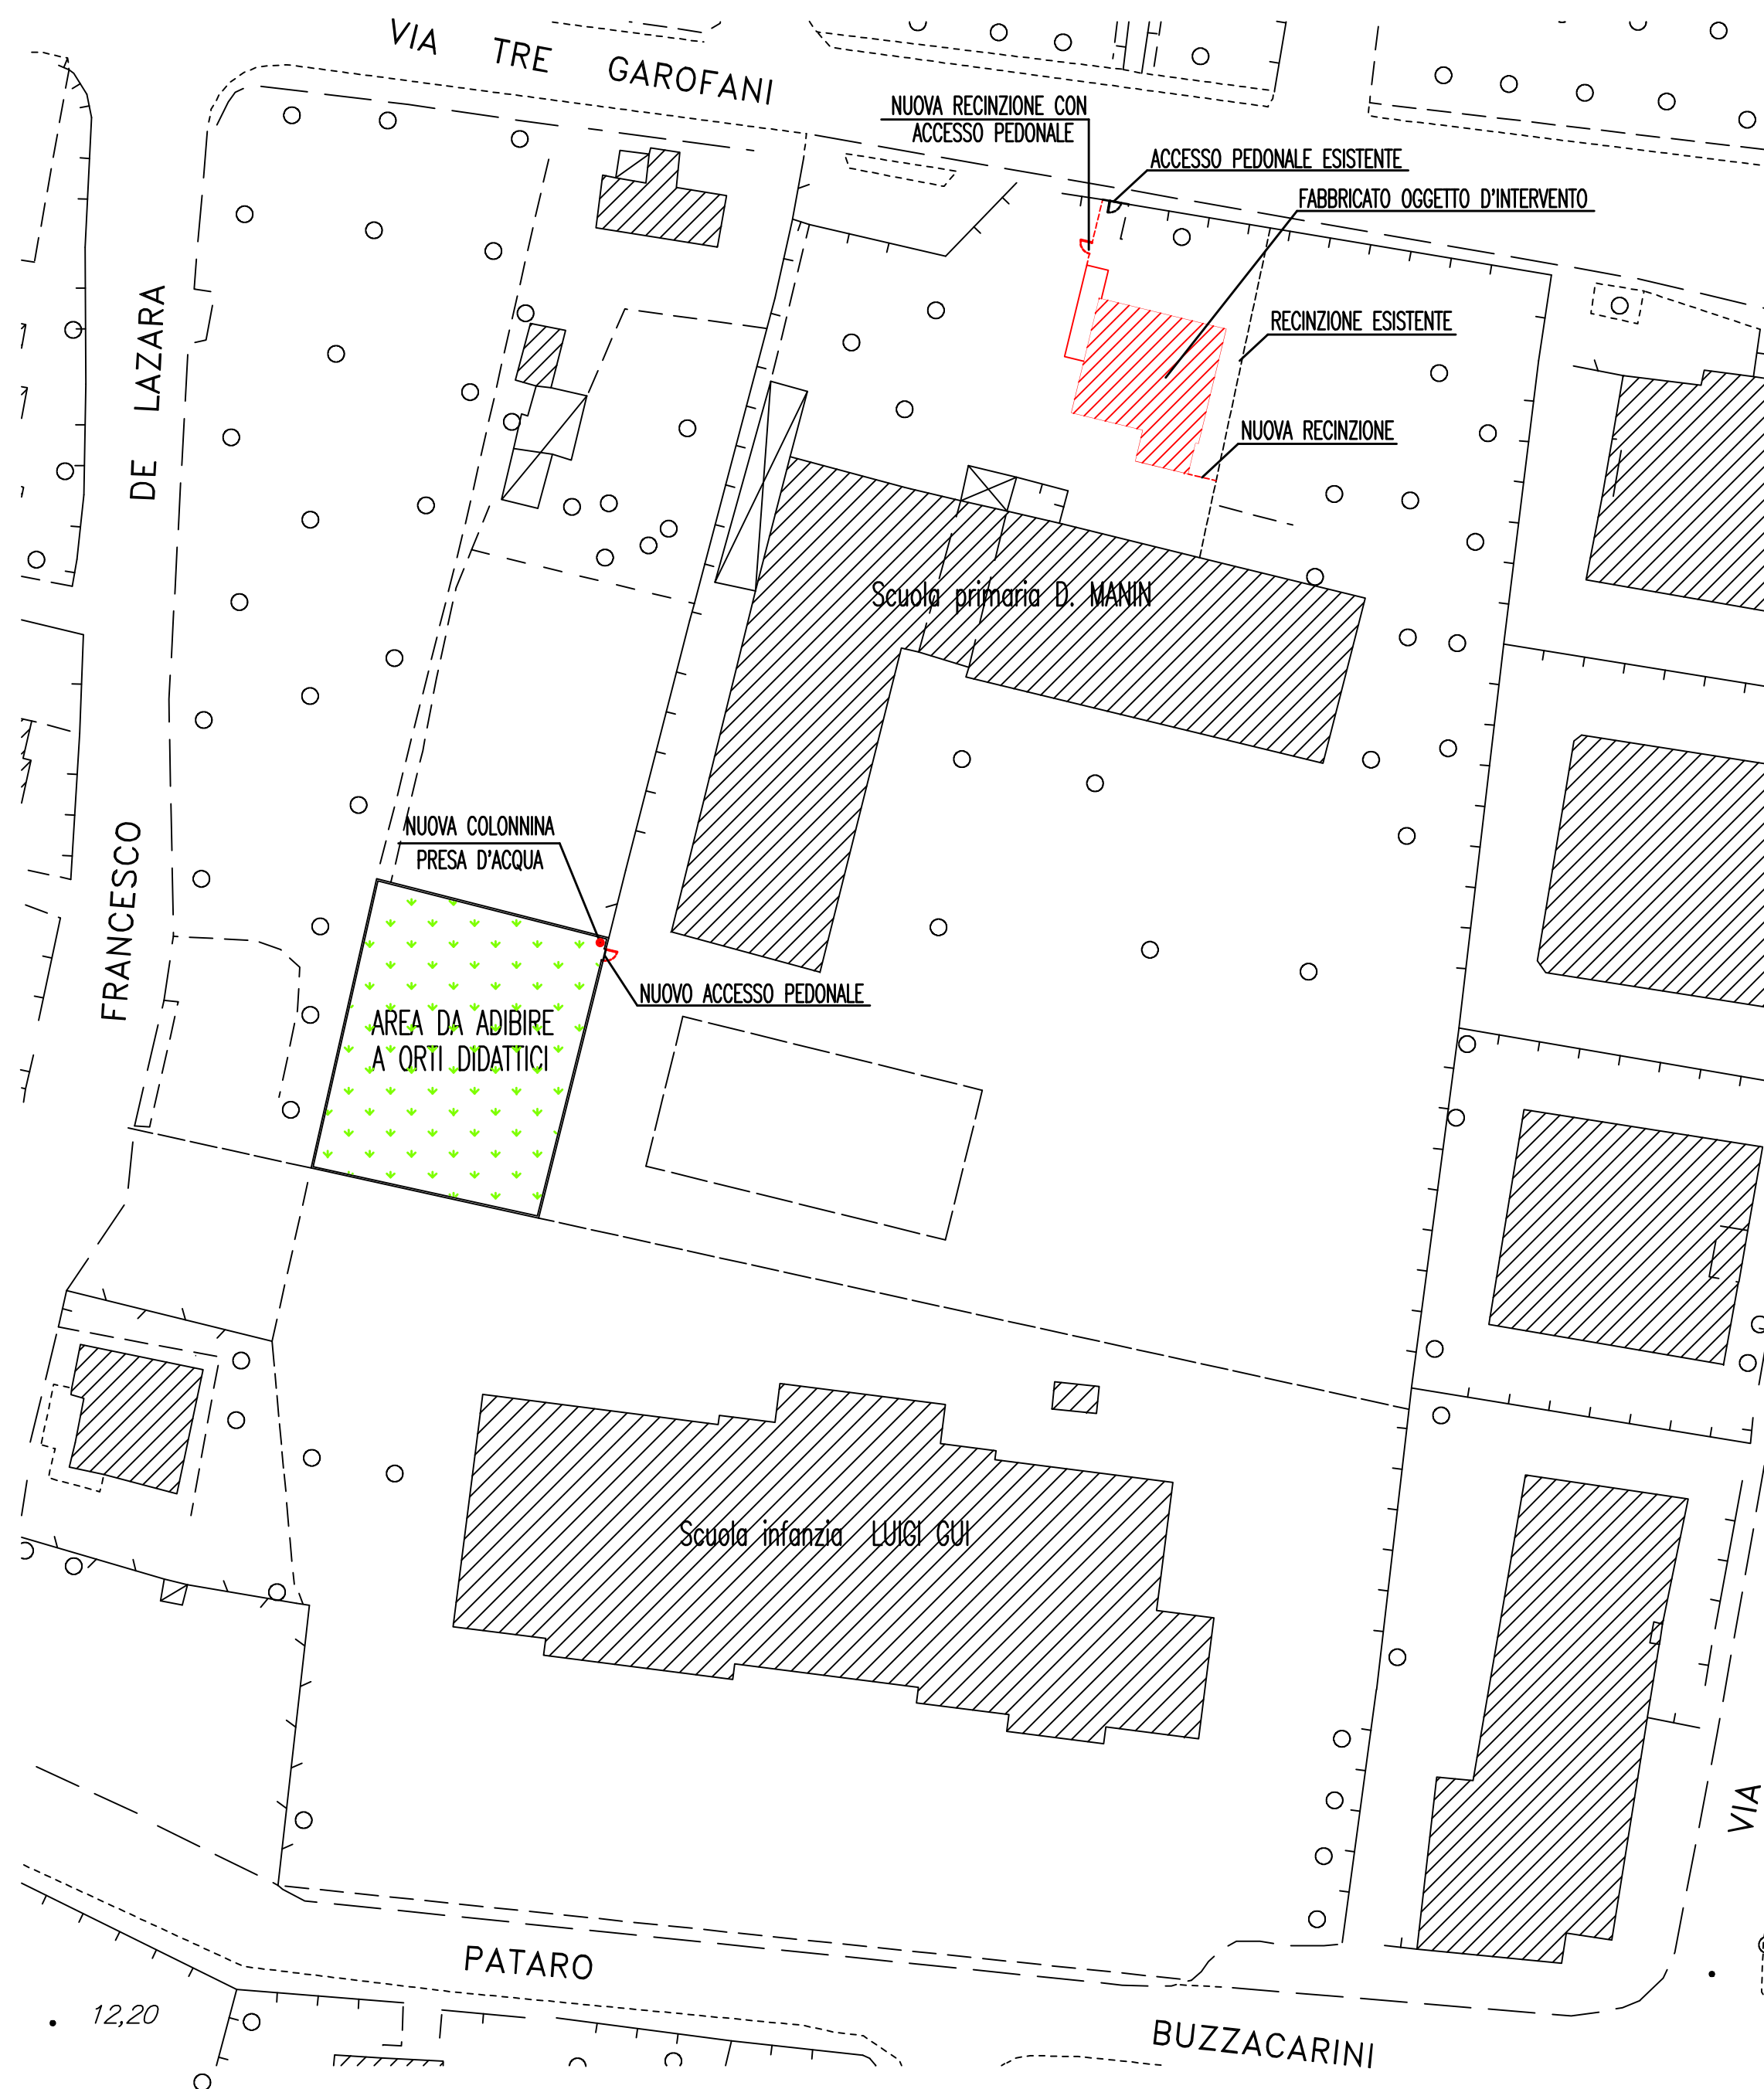 VIA TRE GAROFANI
NUOVA RECINZIONE CON
ACCESSO PEDONALE
ACCESSO PEDONALE ESISTENTE
FABBRICATO OGGETTO D'INTERVENTO
RECINZIONE ESISTENTE
NUOVA RECINZIONE
FRANCESCO DE LAZARA
Scuola primaria D. MANIN
NUOVA COLONNINA
PRESA D'ACQUA
NUOVO ACCESSO PEDONALE
AREA DA ADIBIRE
A ORTI DIDATTICI
Scuola infanzia LUIGI GUI
VIA
PATARO
BUZZACARINI
12,20